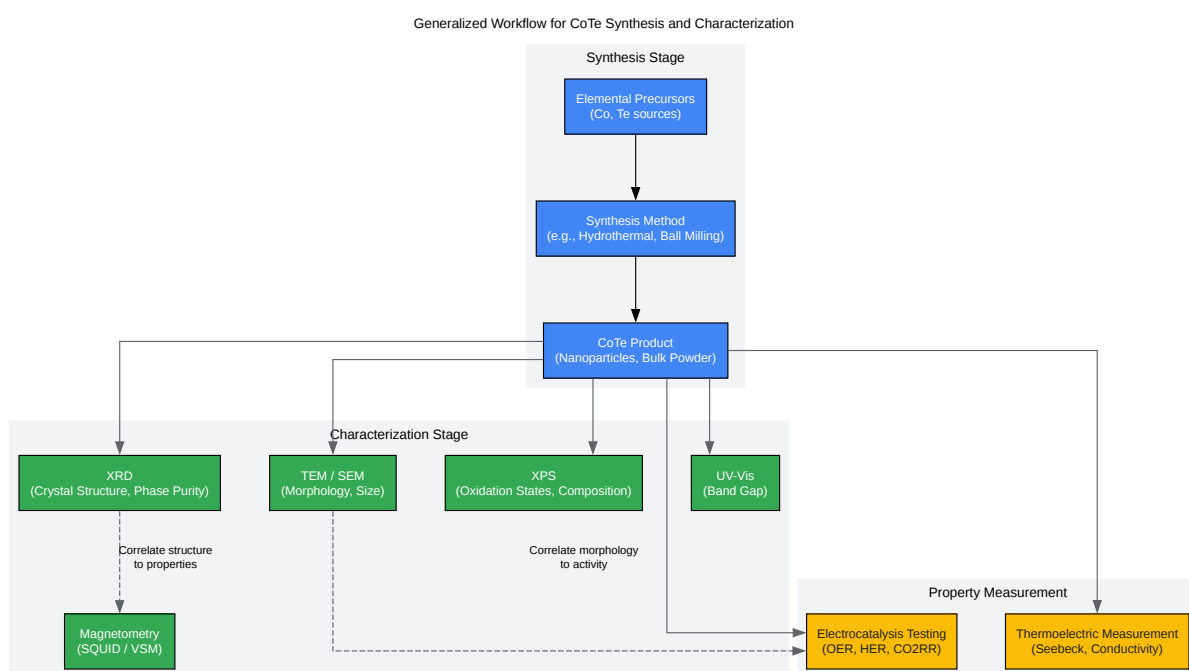 Generalized Workflow for CoTe Synthesis and Characterization
Synthesis Stage
Elemental Precursors
(Co, Te sources)
Synthesis Method
(e.g., Hydrothermal, Ball Milling)
CoTe Product
(Nanoparticles, Bulk Powder)
Characterization Stage
XRD
(Crystal Structure, Phase Purity)
TEM / SEM
(Morphology, Size)
XPS
(Oxidation States, Composition)
UV-Vis
(Band Gap)
Correlate structure
to properties
Correlate morphology
to activity
Magnetometry
(SQUID / VSM)
Property Measurement
Electrocatalysis Testing
(OER, HER, CO2RR)
Thermoelectric Measurement
(Seebeck, Conductivity)